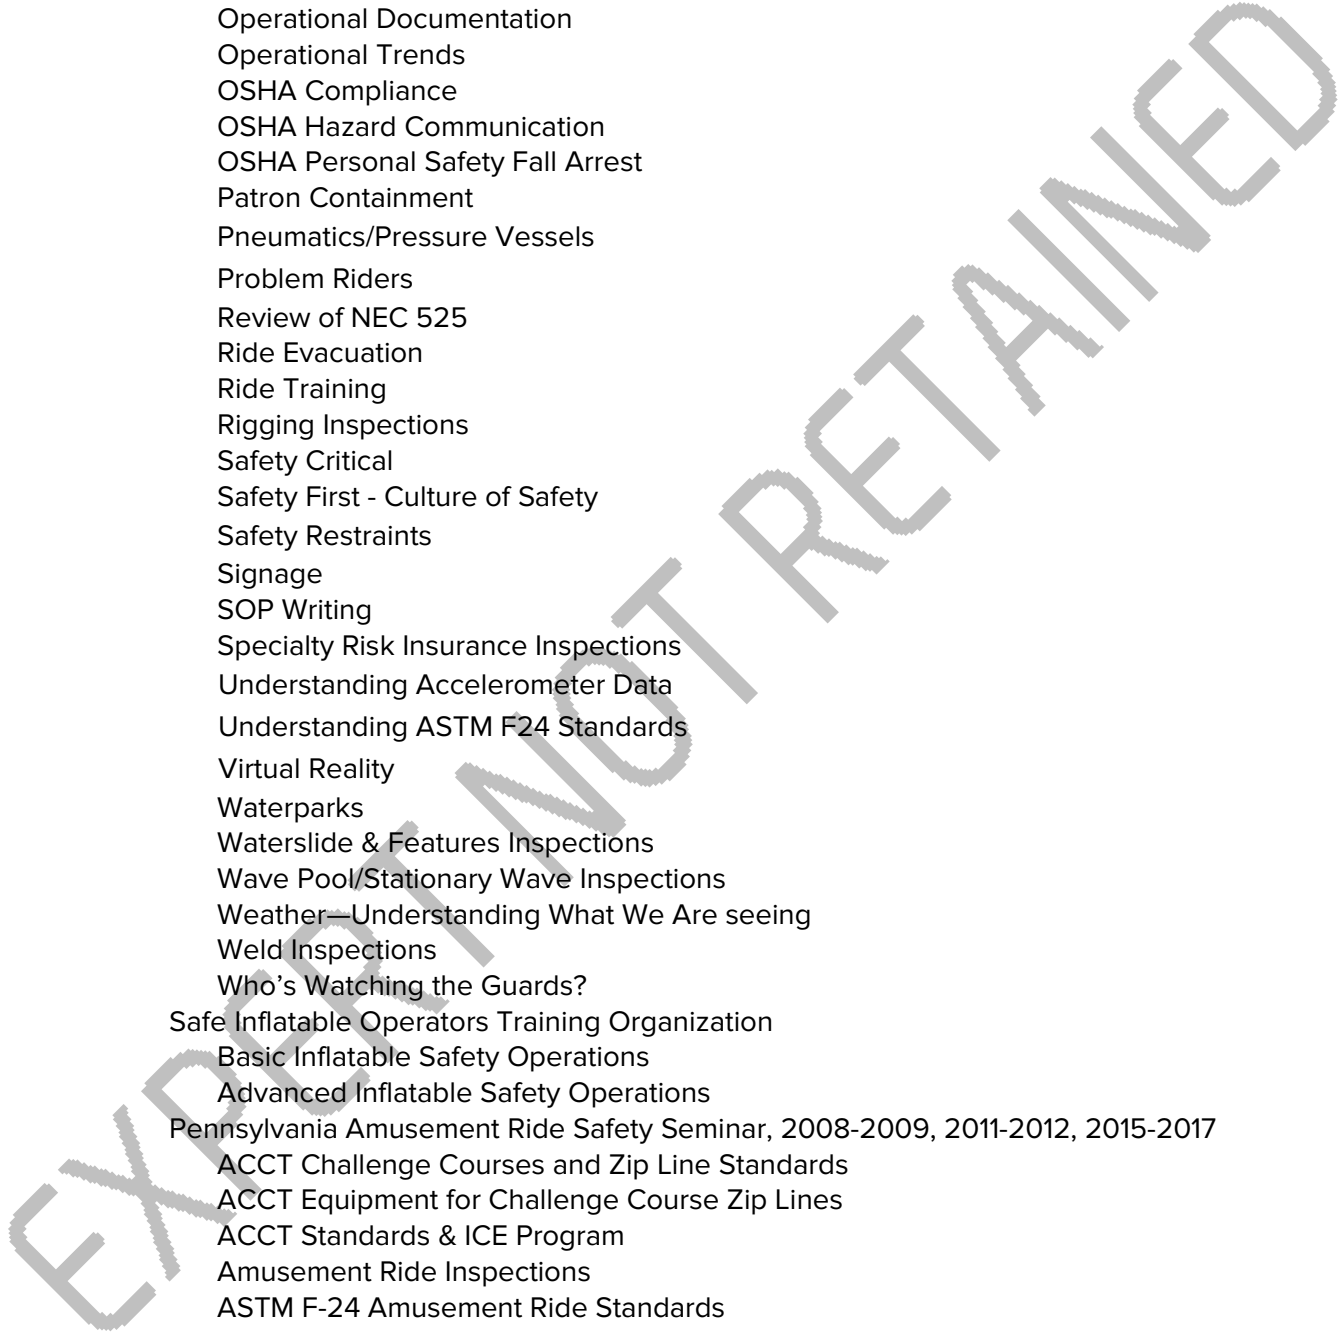 Operational Documentation
Operational Trends
OSHA Compliance
OSHA Hazard Communication
OSHA Personal Safety Fall Arrest
Patron Containment
Pneumatics/Pressure Vessels
Problem Riders
Review of NEC 525
Ride Evacuation
Ride Training
Rigging Inspections
Safety Critical
Safety First - Culture of Safety
Safety Restraints
Signage
SOP Writing
Specialty Risk Insurance Inspections
Understanding Accelerometer Data
Understanding ASTM F24 Standards
Virtual Reality
Waterparks
Waterslide & Features Inspections
Wave Pool/Stationary Wave Inspections
Weather—Understanding What We Are seeing
Weld Inspections
Who’s Watching the Guards?
Safe Inflatable Operators Training Organization
Basic Inflatable Safety Operations
Advanced Inflatable Safety Operations
Pennsylvania Amusement Ride Safety Seminar, 2008-2009, 2011-2012, 2015-2017
ACCT Challenge Courses and Zip Line Standards
ACCT Equipment for Challenge Course Zip Lines
ACCT Standards & ICE Program
Amusement Ride Inspections
ASTM F-24 Amusement Ride Standards
EXPERT NOT RETAINED